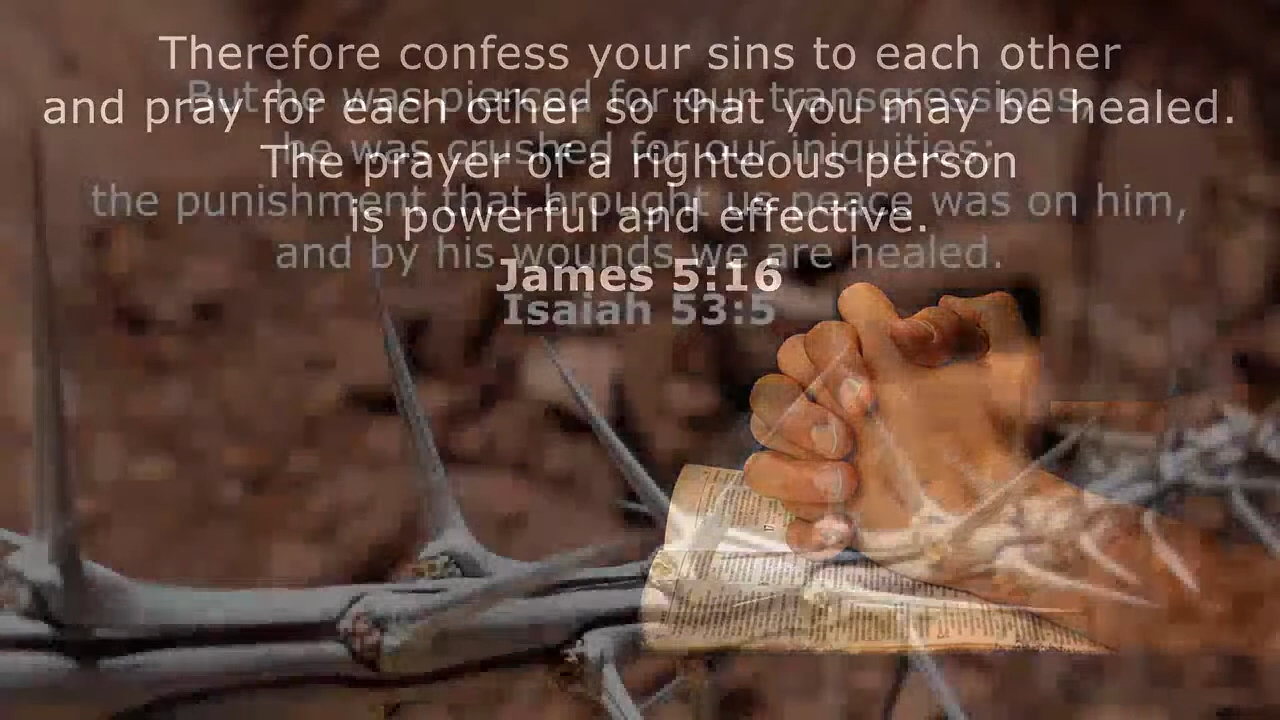 Therefore confess your sins to each other
and pray for each other so that you may be healed.
The prayer of a righteous person
is powerful and effective.
James 5:16
But he was pierced for our transgressions,
he was crushed for our iniquities;
the punishment that brought us peace was on him,
and by his wounds we are healed.
Isaiah 53:5